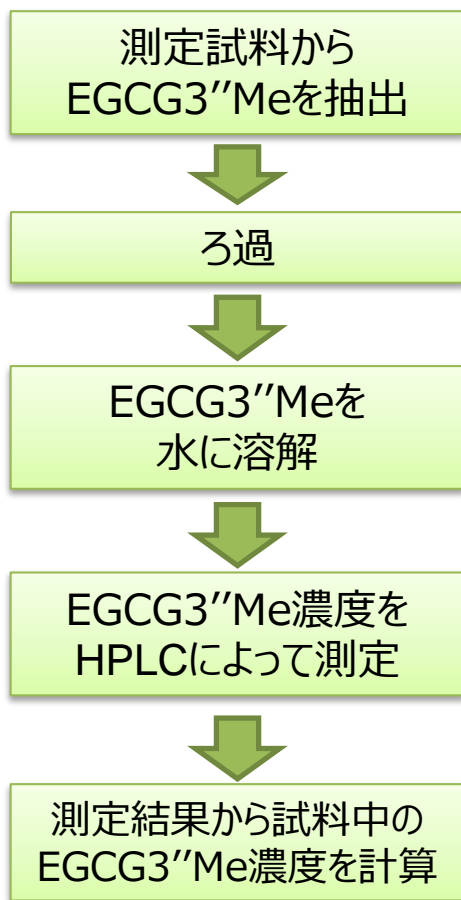 測定試料から
EGCG3″Meを抽出
ろ過
EGCG3″Meを
水に溶解
EGCG3″Me濃度を
HPLCによって測定
測定結果から試料中の
EGCG3″Me濃度を計算